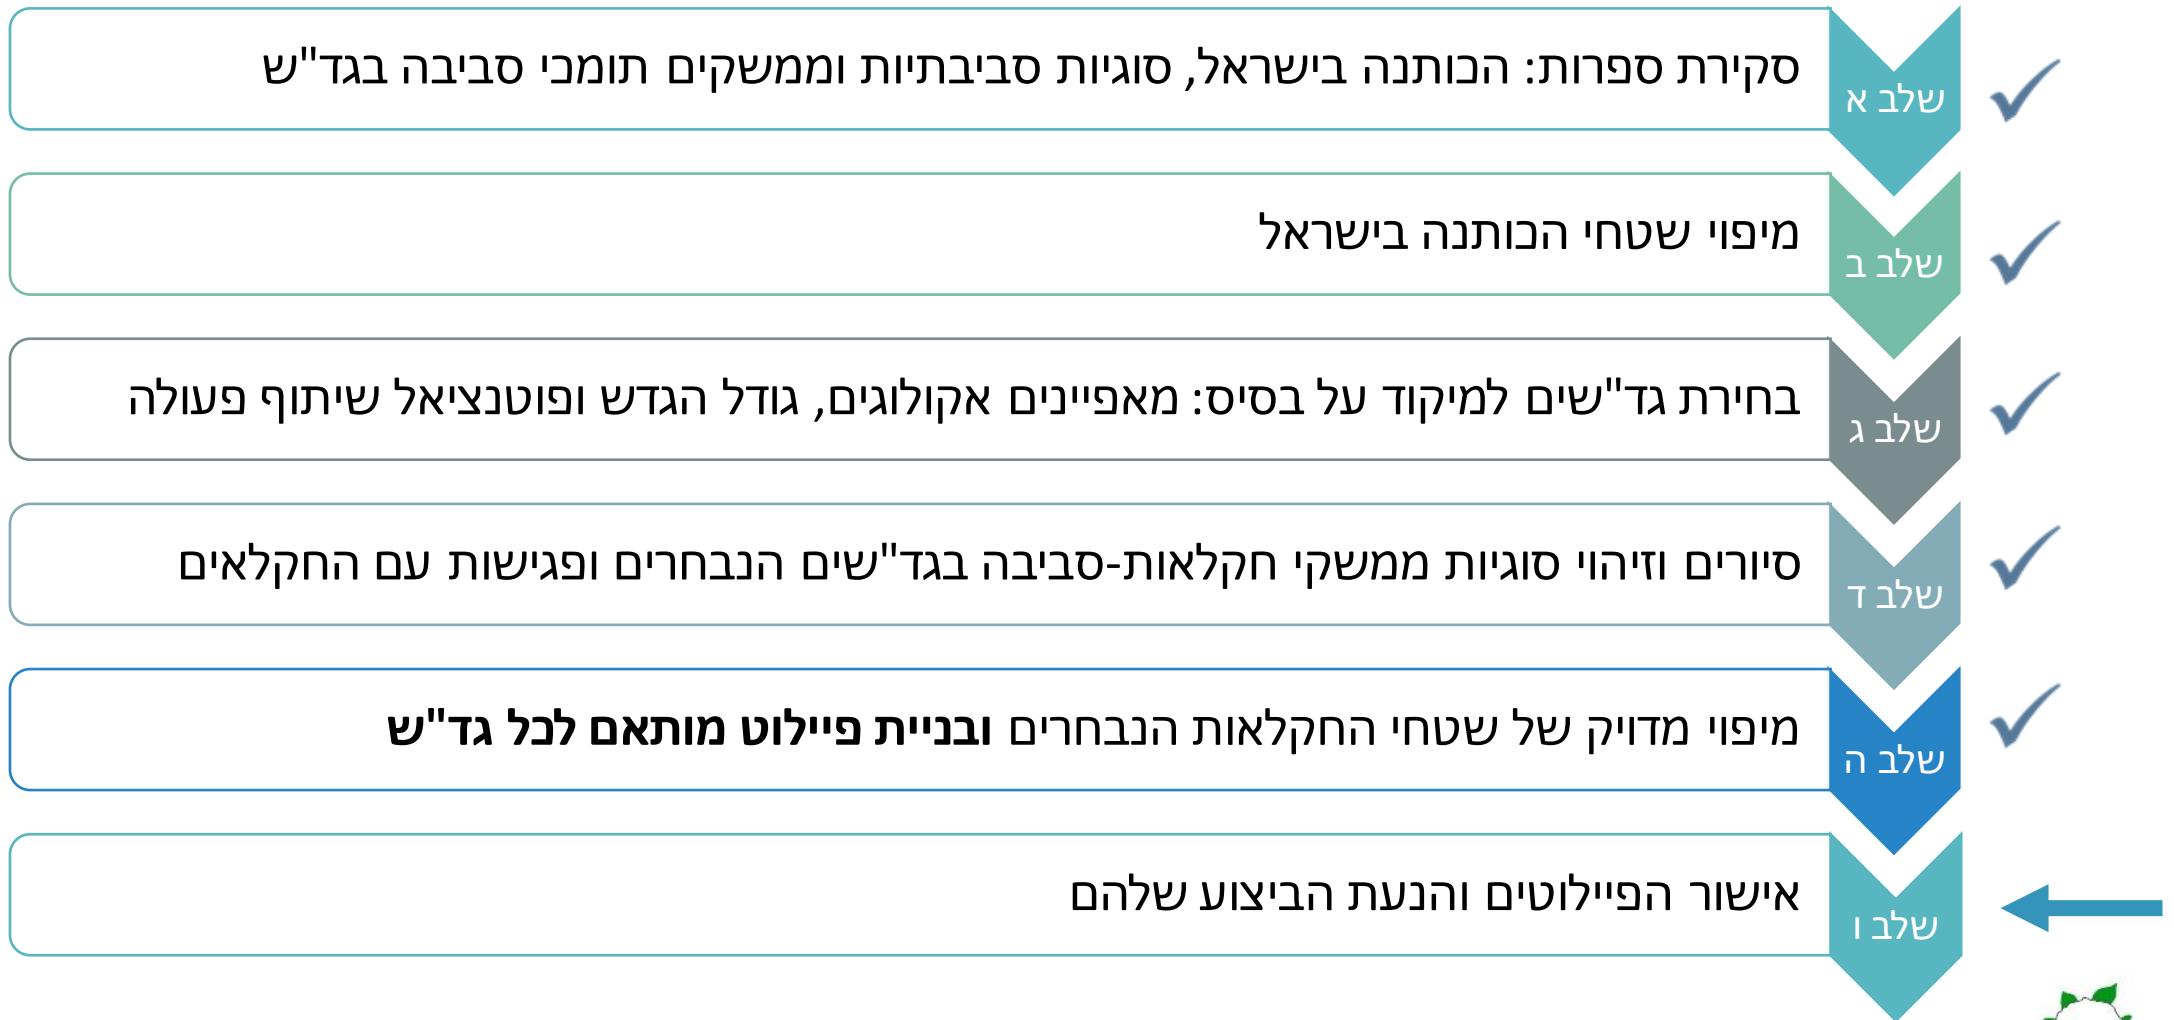 שלב א
סקירת ספרות: הכותנה בישראל, סוגיות סביבתיות וממשקים תומכי סביבה בגד"ש
שלב ב
מיפוי שטחי הכותנה בישראל
שלב ג
בחירת גד"שים למיקוד על בסיס: מאפיינים אקולוגים, גודל הגדש ופוטנציאל שיתוף פעולה
שלב ד
סיורים וזיהוי סוגיות ממשקי חקלאות-סביבה בגד"שים הנבחרים ופגישות עם החקלאים
שלב ה
מיפוי מדויק של שטחי החקלאות הנבחרים ובניית פיילוט מותאם לכל גד"ש
שלב ו
אישור הפיילוטים והנעת הביצוע שלהם